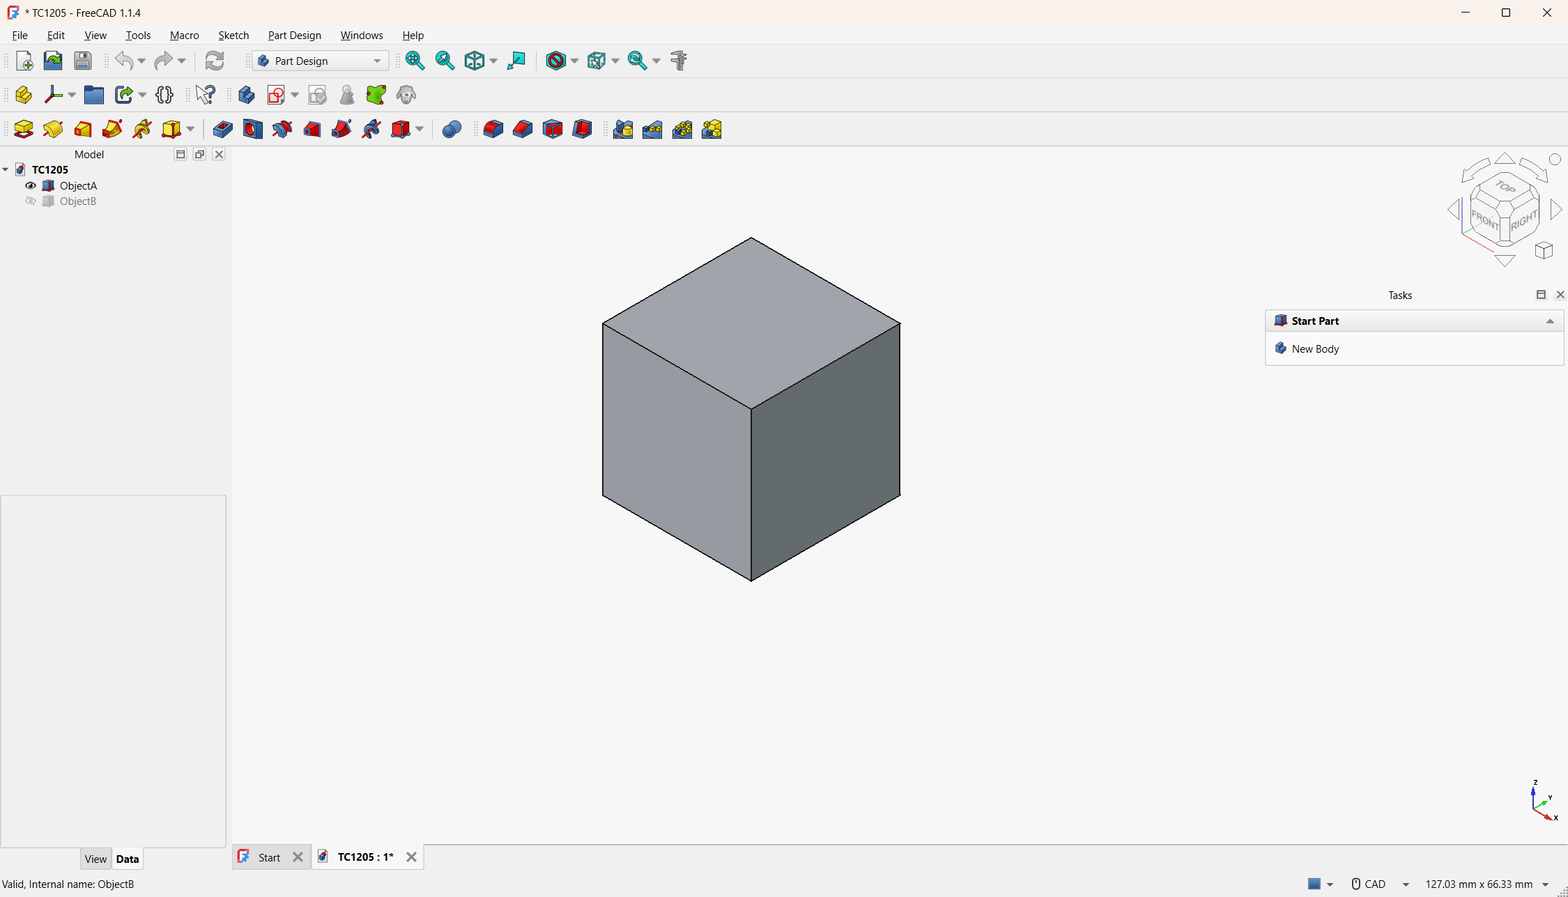 * TC1205 - FreeCAD 1.1.4
File Edit View Tools Macro Sketch Part Design Windows Help
Part Design
Model
TC1205
ObjectA
ObjectB
TOP
FRONT
RIGHT
Tasks
Start Part
New Body
Z
Y
X
View Data
Start TC1205 : 1*
Valid, Internal name: ObjectB
CAD 127.03 mm x 66.33 mm